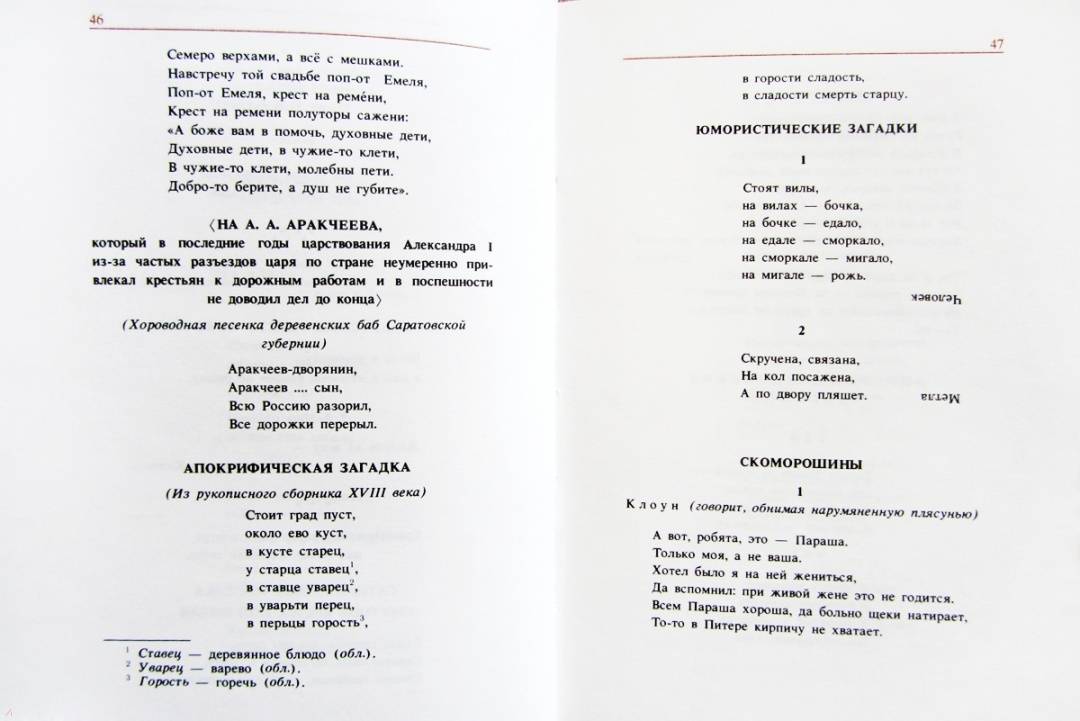 46
Семеро верхами, а всё с мешками.
Навстречу той свадьбе поп-от Емеля,
Поп-от Емеля, крест на ремéни,
Крест на ремени полуторы сажени:
«А боже вам в помочь, духовные дети,
Духовные дети, в чужие-то клети,
В чужие-то клети, молебны пети.
Добро-то берите, а душ не губите».
⟨НА А. А. АРАКЧЕЕВА,
который в последние годы царствования Александра I
из-за частых разъездов царя по стране неумеренно при-
влекал крестьян к дорожным работам и в поспешности
не доводил дел до конца⟩
(Хороводная песенка деревенских баб Саратовской
губернии)
Аракчеев-дворянин,
Аракчеев .... сын,
Всю Россию разорил,
Все дорожки перерыл.
АПОКРИФИЧЕСКАЯ ЗАГАДКА
(Из рукописного сборника XVIII века)
Стоит град пуст,
около ево куст,
в кусте старец,
у старца ставец¹,
в ставце уварец²,
в уварьти перец,
в перьцы горость³,
¹ Ставец — деревянное блюдо (обл.).
² Уварец — варево (обл.).
³ Горость — горечь (обл.).
47
в горости сладость,
в сладости смерть старцу.
ЮМОРИСТИЧЕСКИЕ ЗАГАДКИ
1
Стоят вилы,
на вилах — бочка,
на бочке — едало,
на едале — сморкало,
на сморкале — мигало,
на мигале — рожь.
Человек
2
Скручена, связана,
На кол посажена,
А по двору пляшет. Метла
СКОМОРОШИНЫ
1
Клоун (говорит, обнимая нарумяненную плясунью)
А вот, робята, это — Параша.
Только моя, а не ваша.
Хотел было я на ней жениться,
Да вспомнил: при живой жене это не годится.
Всем Параша хороша, да больно щеки натирает,
То-то в Питере кирпичу не хватает.